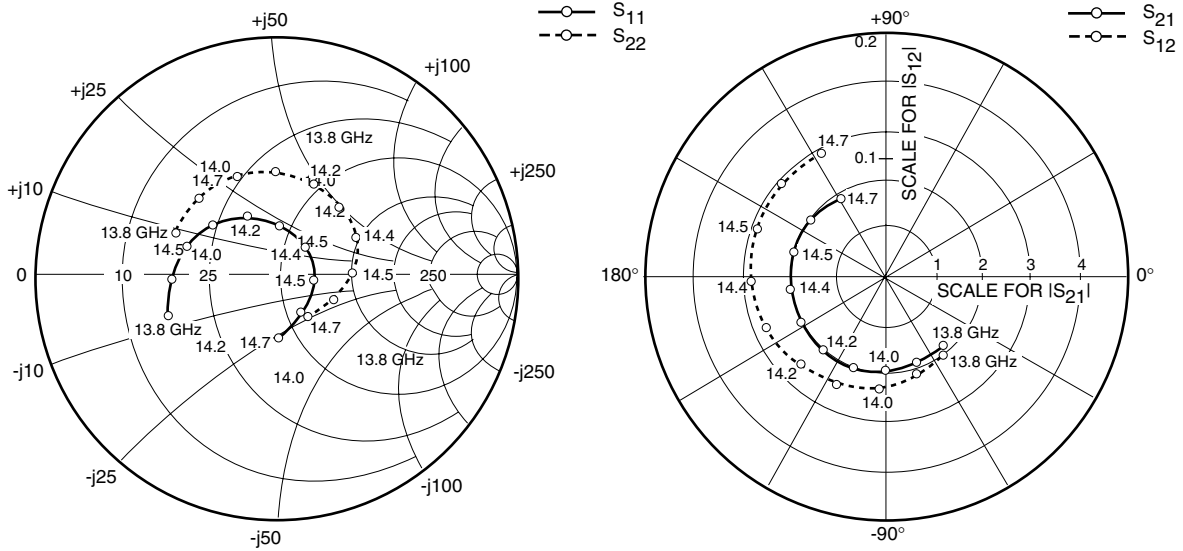 S11
S22
+j50
+j100
+j25
+j250
+j10
0
-j10
-j25
-j50
-j100
-j250
10
25
250
13.8 GHz
14.0
14.7
14.2
14.0
14.2
13.8 GHz
14.2
14.4
14.5
14.0
14.5
14.4
14.5
14.5
13.8 GHz
14.2
14.7
14.7
14.0
13.8 GHz
S21
S12
+90°
0.2
0.1
SCALE FOR |S12|
14.7
14.7
14.5
14.5
180°
0°
1
2
3
4
SCALE FOR |S21|
14.4
14.4
14.2
14.2
14.0
14.0
13.8 GHz
13.8 GHz
-90°